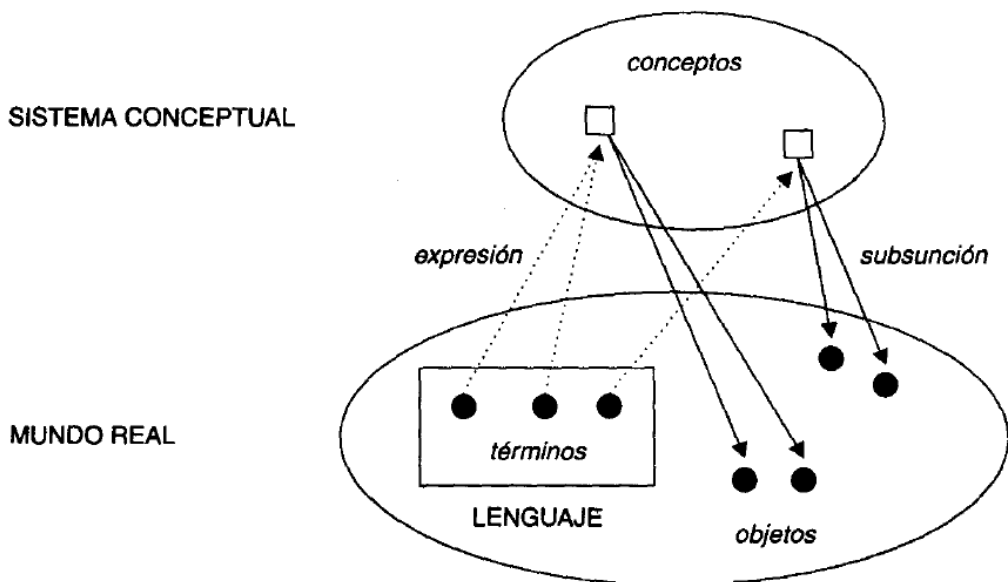 conceptos
SISTEMA CONCEPTUAL
expresión
subsunción
MUNDO REAL
términos
LENGUAJE
objetos